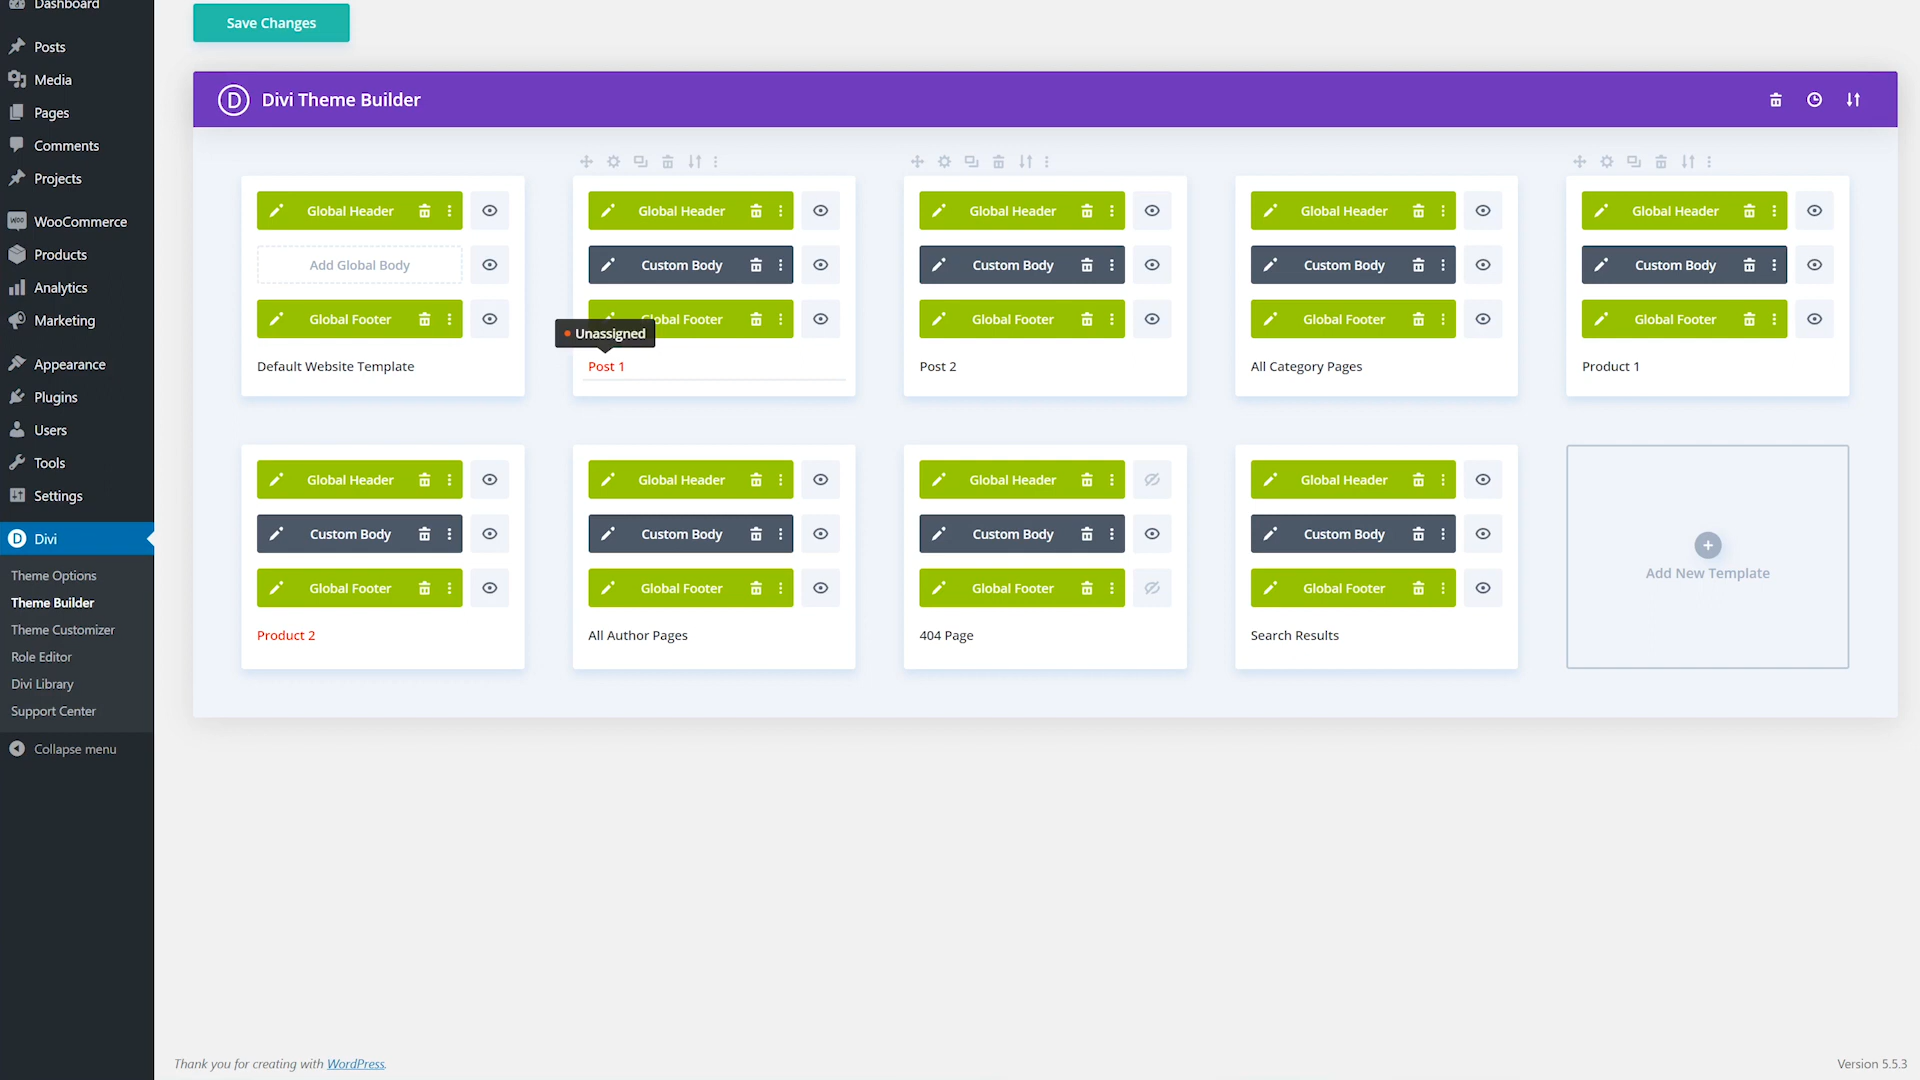 Dashboard
Posts
Media
Pages
Comments
Projects
WooCommerce
Products
Analytics
Marketing
Appearance
Plugins
Users
Tools
Settings
Divi
Theme Options
Theme Builder
Theme Customizer
Role Editor
Divi Library
Support Center
Collapse menu
Save Changes
D Divi Theme Builder
Global Header
Add Global Body
Global Footer
Default Website Template
Global Header
Custom Body
Global Footer
Unassigned
Post 1
Global Header
Custom Body
Global Footer
Post 2
Global Header
Custom Body
Global Footer
All Category Pages
Global Header
Custom Body
Global Footer
Product 1
Global Header
Custom Body
Global Footer
Product 2
Global Header
Custom Body
Global Footer
All Author Pages
Global Header
Custom Body
Global Footer
404 Page
Global Header
Custom Body
Global Footer
Search Results
Add New Template
Thank you for creating with WordPress.
Version 5.5.3